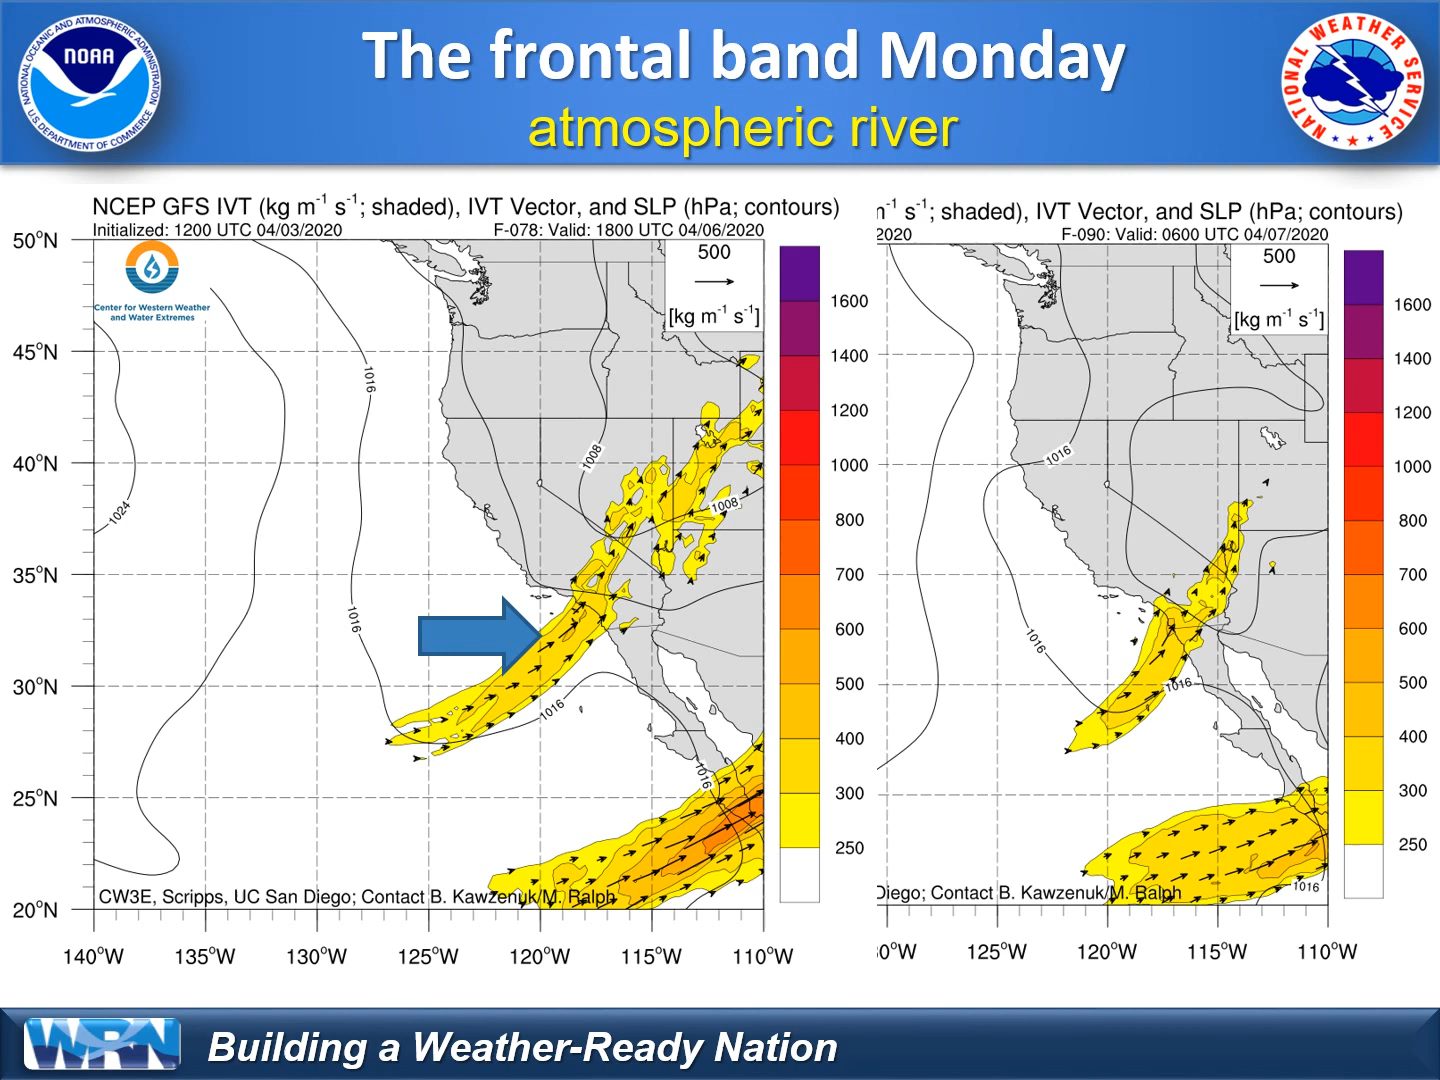 The frontal band Monday
atmospheric river
NATIONAL OCEANIC AND ATMOSPHERIC ADMINISTRATION
NOAA
U.S. DEPARTMENT OF COMMERCE
NATIONAL WEATHER SERVICE
NCEP GFS IVT (kg m⁻¹ s⁻¹; shaded), IVT Vector, and SLP (hPa; contours)
Initialized: 1200 UTC 04/03/2020
F-078: Valid: 1800 UTC 04/06/2020
Center for Western Weather
and Water Extremes
500
[kg m⁻¹ s⁻¹]
50°N
45°N
40°N
35°N
30°N
25°N
20°N
1016
1024
1008
1008
1016
1016
1016
1600
1400
1200
1000
800
700
600
500
400
300
250
CW3E, Scripps, UC San Diego; Contact B. Kawzenuk/M. Ralph
140°W
135°W
130°W
125°W
120°W
115°W
110°W
m⁻¹ s⁻¹; shaded), IVT Vector, and SLP (hPa; contours)
2020
F-090: Valid: 0600 UTC 04/07/2020
500
[kg m⁻¹ s⁻¹]
1016
1016
1016
1016
1600
1400
1200
1000
800
700
600
500
400
300
250
Diego; Contact B. Kawzenuk/M. Ralph
30°W
125°W
120°W
115°W
110°W
WRN
Building a Weather-Ready Nation